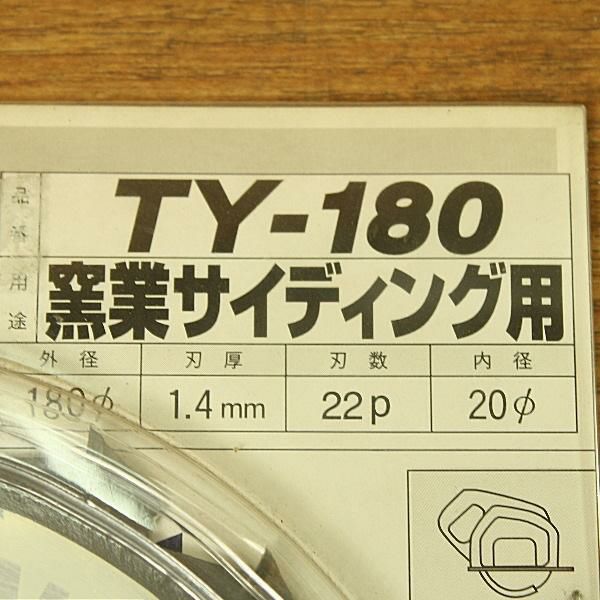 品番 TY-180
用途 窯業サイディング用
外径 刃厚 刃数 内径
180φ 1.4mm 22p 20φ